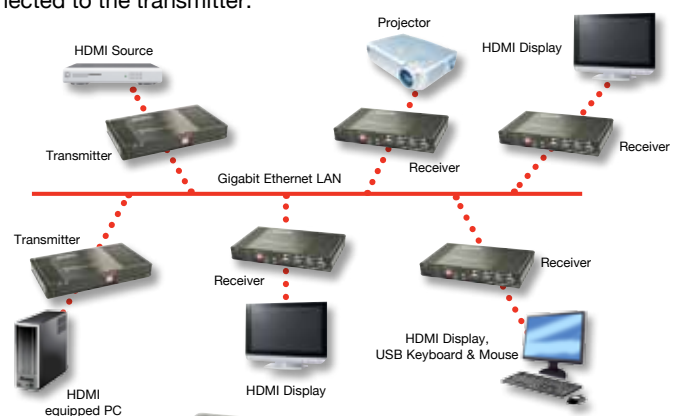 nected to the transmitter.
Projector
HDMI Source
HDMI Display
Transmitter
Receiver
Receiver
Gigabit Ethernet LAN
Transmitter
Receiver
Receiver
HDMI Display,
USB Keyboard & Mouse
HDMI Display
HDMI
equipped PC